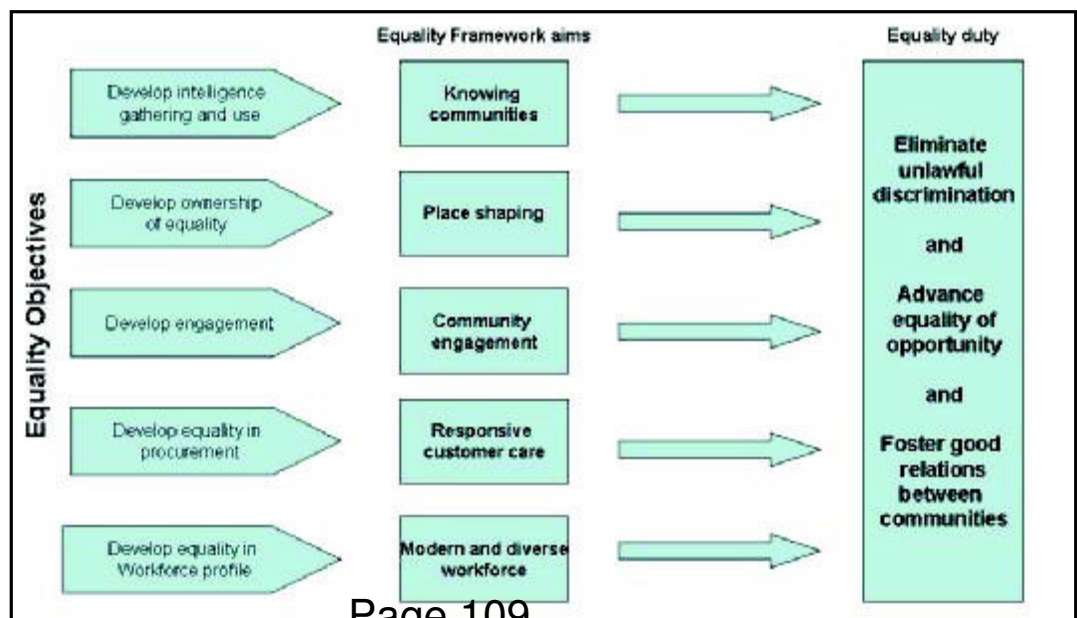 Equality Framework aims
Equality duty
Equality Objectives
Develop intelligence
gathering and use
Knowing
communities
Develop ownership
of equality
Place shaping
Develop engagement
Community
engagement
Develop equality in
procurement
Responsive
customer care
Develop equality in
Workforce profile
Modern and diverse
workforce
Eliminate
unlawful
discrimination
and
Advance
equality of
opportunity
and
Foster good
relations
between
communities
Page 109